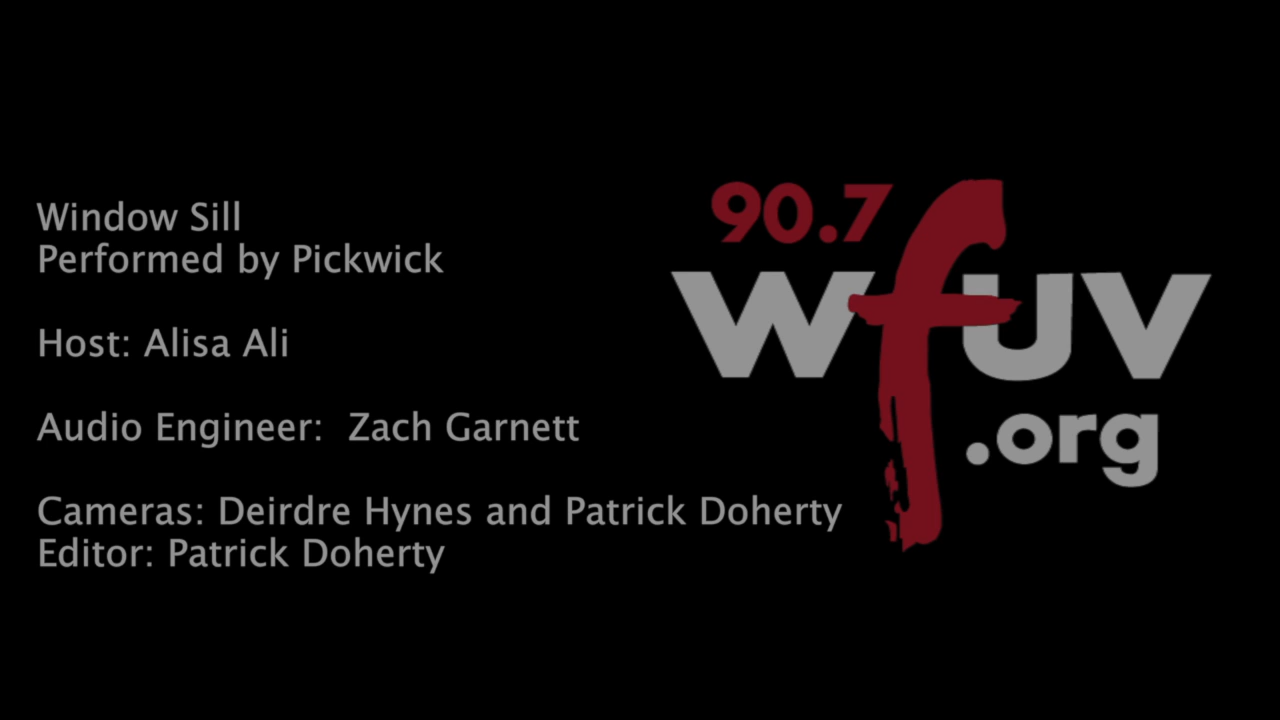 Window Sill
Performed by Pickwick
Host: Alisa Ali
Audio Engineer:  Zach Garnett
Cameras: Deirdre Hynes and Patrick Doherty
Editor: Patrick Doherty
90.7
wfuv
.org